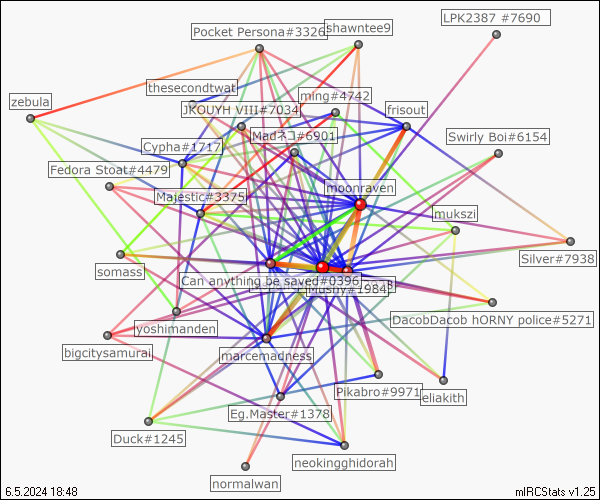 LPK2387 #7690
Pocket Persona#3326
shawntee9
thesecondtwat
ming#4742
zebula
JKOUYH VIII#7034
frisout
Cypha#1717
Madネコ#6901
Swirly Boi#6154
Fedora Stoat#4479
moonraven
Majestic#3375
mukszi
Silver#7938
somass
Can anything be saved#0396
Mushy#1984
DacobDacob hORNY police#5271
yoshimanden
bigcitysamurai
marcemadness
Pikabro#9971
eliakith
Eg.Master#1378
Duck#1245
neokingghidorah
normalwan
6.5.2024 18:48
mIRCStats v1.25